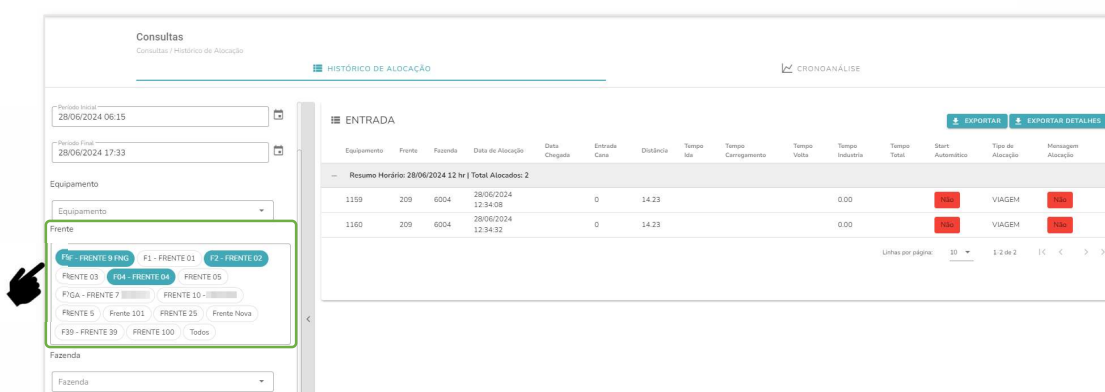 Consultas
Consultas / Histórico de Alocação
HISTÓRICO DE ALOCAÇÃO
CRONOANÁLISE
Período Inicial
28/06/2024 06:15
Período Final
28/06/2024 17:33
Equipamento
Equipamento
Frente
- FRENTE 9 FNG F1 - FRENTE 01 F2 - FRENTE 02
FRENTE 03 F04 - FRENTE 04 FRENTE 05
GA - FRENTE 7 FRENTE 10 -
FRENTE 5 Frente 101 FRENTE 25 Frente Nova
F39 - FRENTE 39 FRENTE 100 Todos
Fazenda
Fazenda
ENTRADA
EXPORTAR EXPORTAR DETALHES
Equipamento Frente Fazenda Data de Alocação Data Chegada Entrada Cana Distância Tempo Ida Tempo Carregamento Tempo Volta Tempo Industria Tempo Total Start Automático Tipo de Alocação Mensagem Alocação
— Resumo Horário: 28/06/2024 12 hr | Total Alocados: 2
1159 209 6004 28/06/2024 12:34:08 0 14.23 0.00 Não VIAGEM Não
1160 209 6004 28/06/2024 12:34:32 0 14.23 0.00 Não VIAGEM Não
Linhas por página: 10 1-2 de 2